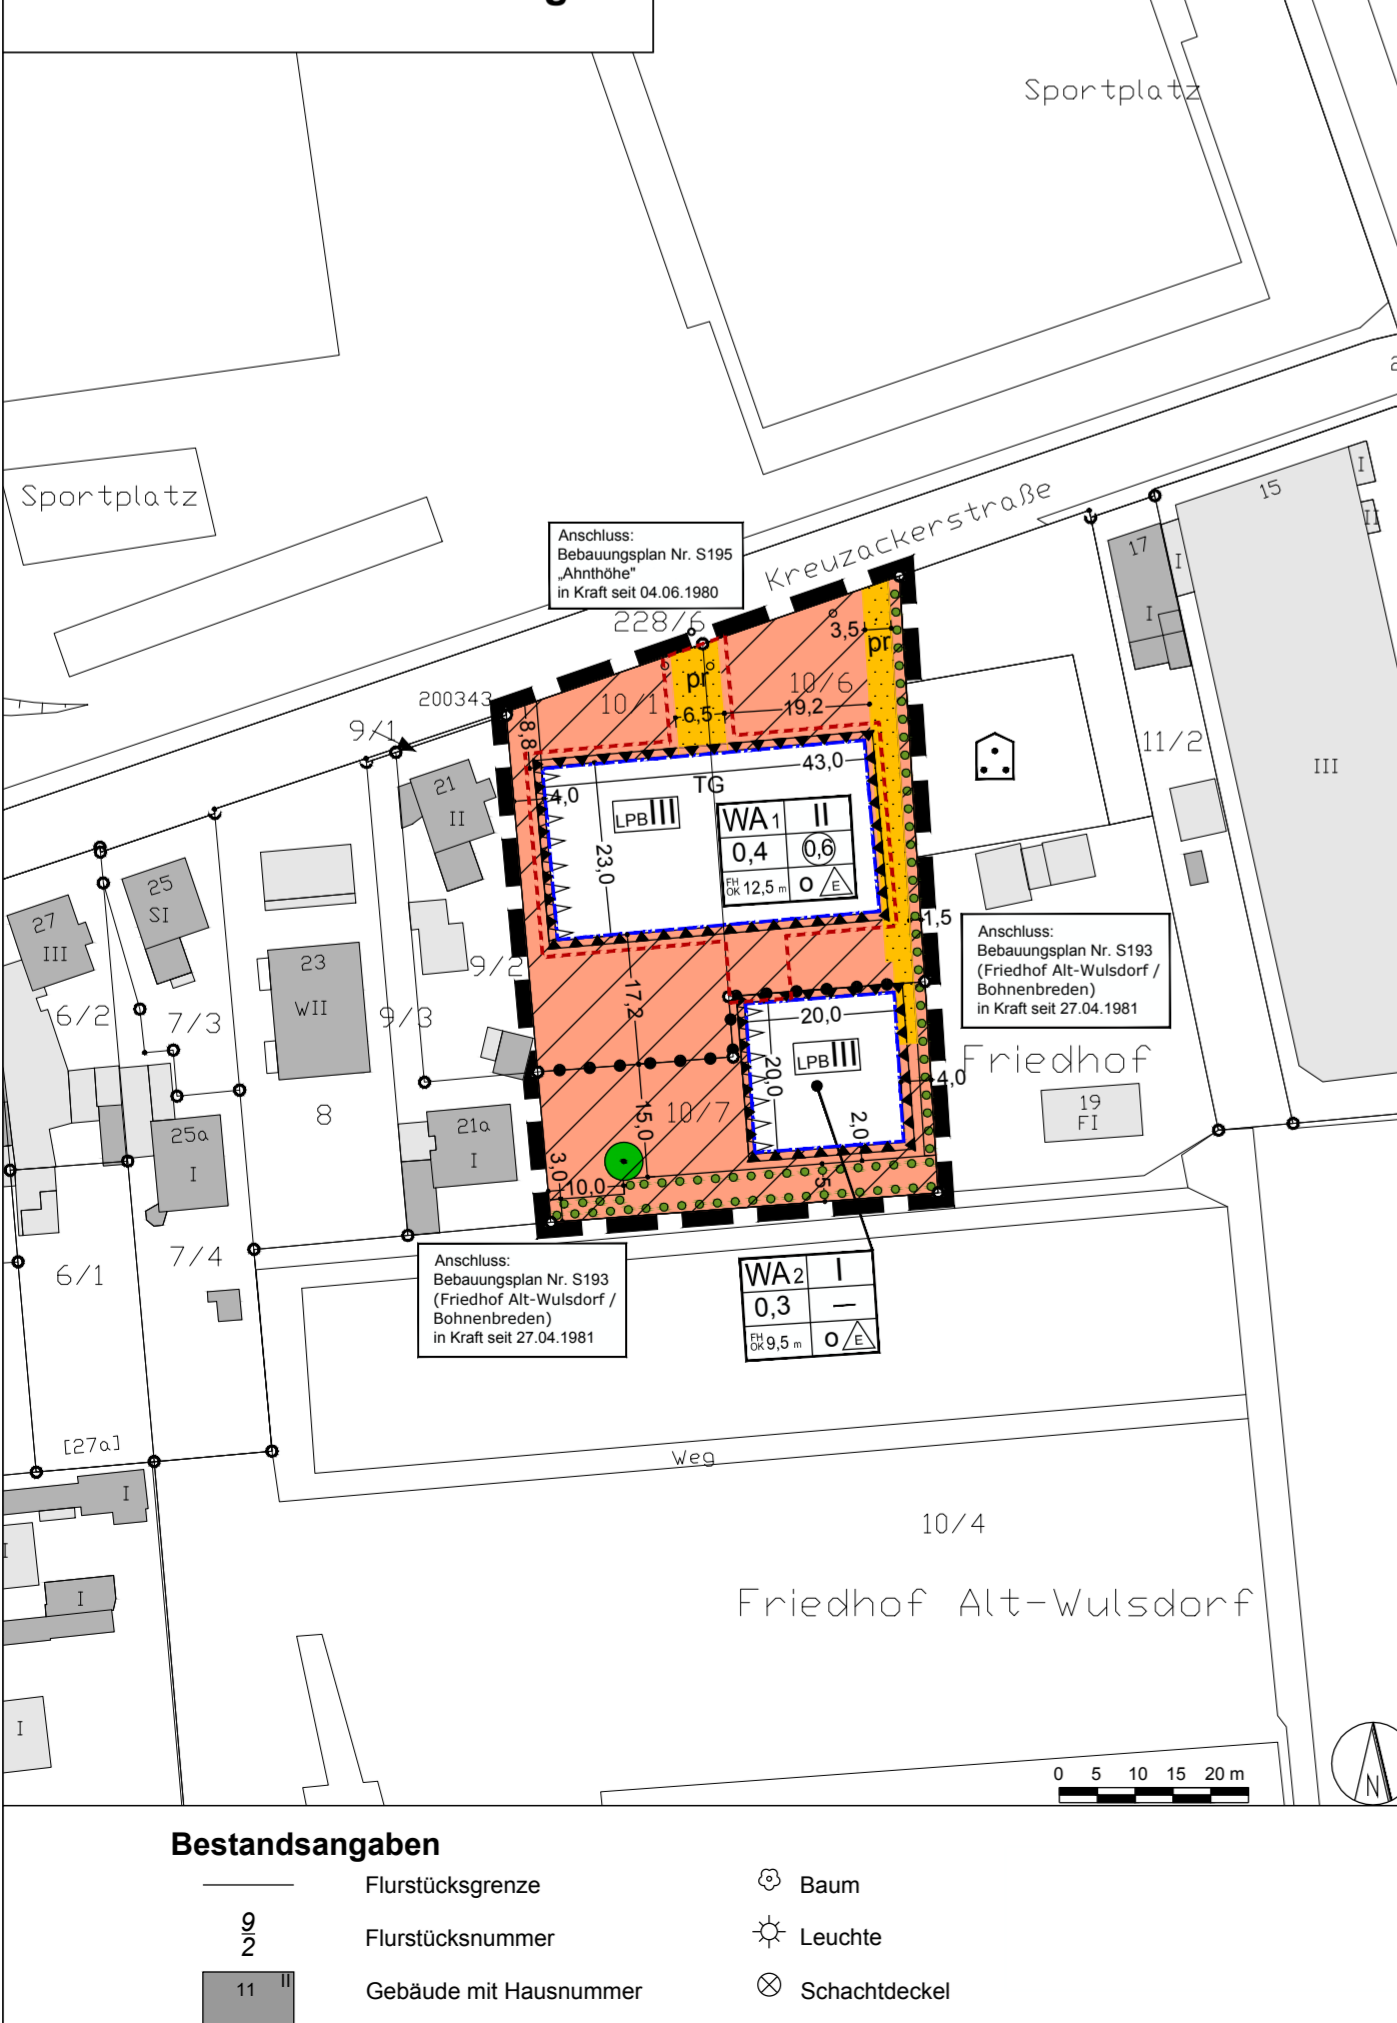 Sportplatz
Sportplatz
Kreuzackerstraße
Anschluss:
Bebauungsplan Nr. S195
„Ahnthöhe"
in Kraft seit 04.06.1980
228/6
200343
9/1
10/1
10/6
pr
pr
3,5
6,5
19,2
8,8
43,0
4,0
TG
LPB III
23,0
WA1 II
0,4 0,6
FH OK 12,5 m o E
1,5
17,2
20,0
LPB III
20,0
4,0
2,0
15,0
10/7
3,0
10,0
5
WA2 I
0,3 —
FH OK 9,5 m o E
Anschluss:
Bebauungsplan Nr. S193
(Friedhof Alt-Wulsdorf /
Bohnenbreden)
in Kraft seit 27.04.1981
Anschluss:
Bebauungsplan Nr. S193
(Friedhof Alt-Wulsdorf /
Bohnenbreden)
in Kraft seit 27.04.1981
21
II
25
SI
27
III
23
WII
9/2
9/3
6/2
7/3
8
25a
I
21a
I
6/1
7/4
[27a]
I
I
I
I
17
I
I
15
I
II
III
11/2
Friedhof
19
FI
Weg
10/4
Friedhof Alt-Wulsdorf
0 5 10 15 20 m
N
Bestandsangaben
Flurstücksgrenze
Baum
9
2
Flurstücksnummer
Leuchte
11 II
Gebäude mit Hausnummer
Schachtdeckel